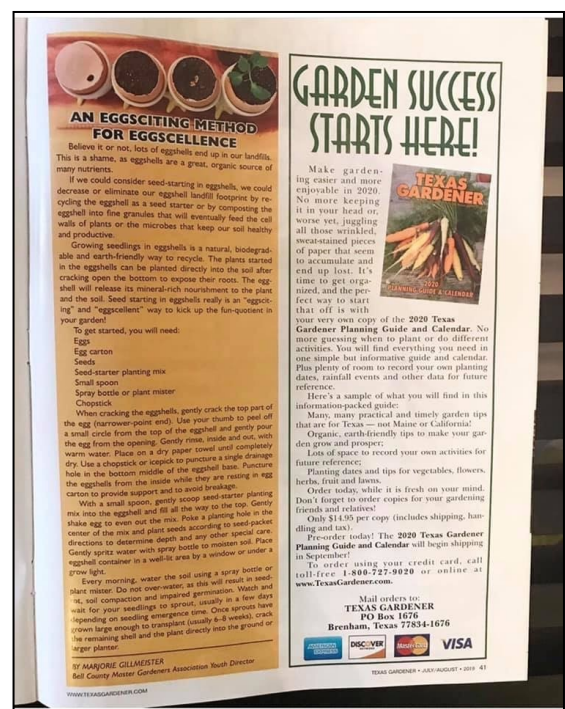 AN EGGSCITING METHOD
FOR EGGSCELLENCE
Believe it or not, lots of eggshells end up in our landfills.
This is a shame, as eggshells are a great, organic source of
many nutrients.
If we could consider seed-starting in eggshells, we could
decrease or eliminate our eggshell landfill footprint by re-
cycling the eggshell as a seed starter or by composting the
eggshell into fine granules that will eventually feed the cell
walls of plants or the microbes that keep our soil healthy
and productive.
Growing seedlings in eggshells is a natural, biodegrad-
able and earth-friendly way to recycle. The plants started
in the eggshells can be planted directly into the soil after
cracking open the bottom to expose their roots. The egg-
shell will release its mineral-rich nourishment to the plant
and the soil. Seed starting in eggshells really is an "eggscit-
ing" and "eggscellent" way to kick up the fun-quotient in
your garden!
To get started, you will need:
Eggs
Egg carton
Seeds
Seed-starter planting mix
Small spoon
Spray bottle or plant mister
Chopstick
When cracking the eggshells, gently crack the top part of
the egg (narrower-point end). Use your thumb to peel off
a small circle from the top of the eggshell and gently pour
the egg from the opening. Gently rinse, inside and out, with
warm water. Place on a dry paper towel until completely
dry. Use a chopstick or icepick to puncture a single drainage
hole in the bottom middle of the eggshell base. Puncture
the eggshells from the inside while they are resting in egg
carton to provide support and to avoid breakage.
With a small spoon, gently scoop seed-starter planting
mix into the eggshell and fill all the way to the top. Gently
shake egg to even out the mix. Poke a planting hole in the
center of the mix and plant seeds according to seed-packet
directions to determine depth and any other special care.
Gently spritz water with spray bottle to moisten soil. Place
eggshell container in a well-lit area by a window or under a
grow light.
Every morning, water the soil using a spray bottle or
plant mister. Do not over-water, as this will result in seed-
soil compaction and impaired germination. Watch and
wait for your seedlings to sprout, usually in a few days
depending on seedling emergence time. Once sprouts have
grown large enough to transplant (usually 6–8 weeks), crack
the remaining shell and the plant directly into the ground or
larger planter.
BY MARJORIE GILLMEISTER
Bell County Master Gardeners Association Youth Director
WWW.TEXASGARDENER.COM
GARDEN SUCCESS
STARTS HERE!
Make garden-
ing easier and more
enjoyable in 2020.
No more keeping
it in your head or,
worse yet, juggling
all those wrinkled,
sweat-stained pieces
of paper that seem
to accumulate and
end up lost. It's
time to get orga-
nized, and the per-
fect way to start
that off is with
TEXAS
GARDENER
2020
PLANNING GUIDE & CALENDAR
your very own copy of the 2020 Texas
Gardener Planning Guide and Calendar. No
more guessing when to plant or do different
activities. You will find everything you need in
one simple but informative guide and calendar.
Plus plenty of room to record your own planting
dates, rainfall events and other data for future
reference.
Here's a sample of what you will find in this
information-packed guide:
Many, many practical and timely garden tips
that are for Texas — not Maine or California!
Organic, earth-friendly tips to make your gar-
den grow and prosper;
Lots of space to record your own activities for
future reference;
Planting dates and tips for vegetables, flowers,
herbs, fruit and lawns.
Order today, while it is fresh on your mind.
Don't forget to order copies for your gardening
friends and relatives!
Only $14.95 per copy (includes shipping, han-
dling and tax).
Pre-order today! The 2020 Texas Gardener
Planning Guide and Calendar will begin shipping
in September!
To order using your credit card, call
toll-free 1-800-727-9020 or online at
www.TexasGardener.com.
Mail orders to:
TEXAS GARDENER
PO Box 1676
Brenham, Texas 77834-1676
DISCOVER
MasterCard
VISA
TEXAS GARDENER • JULY/AUGUST • 2019 41